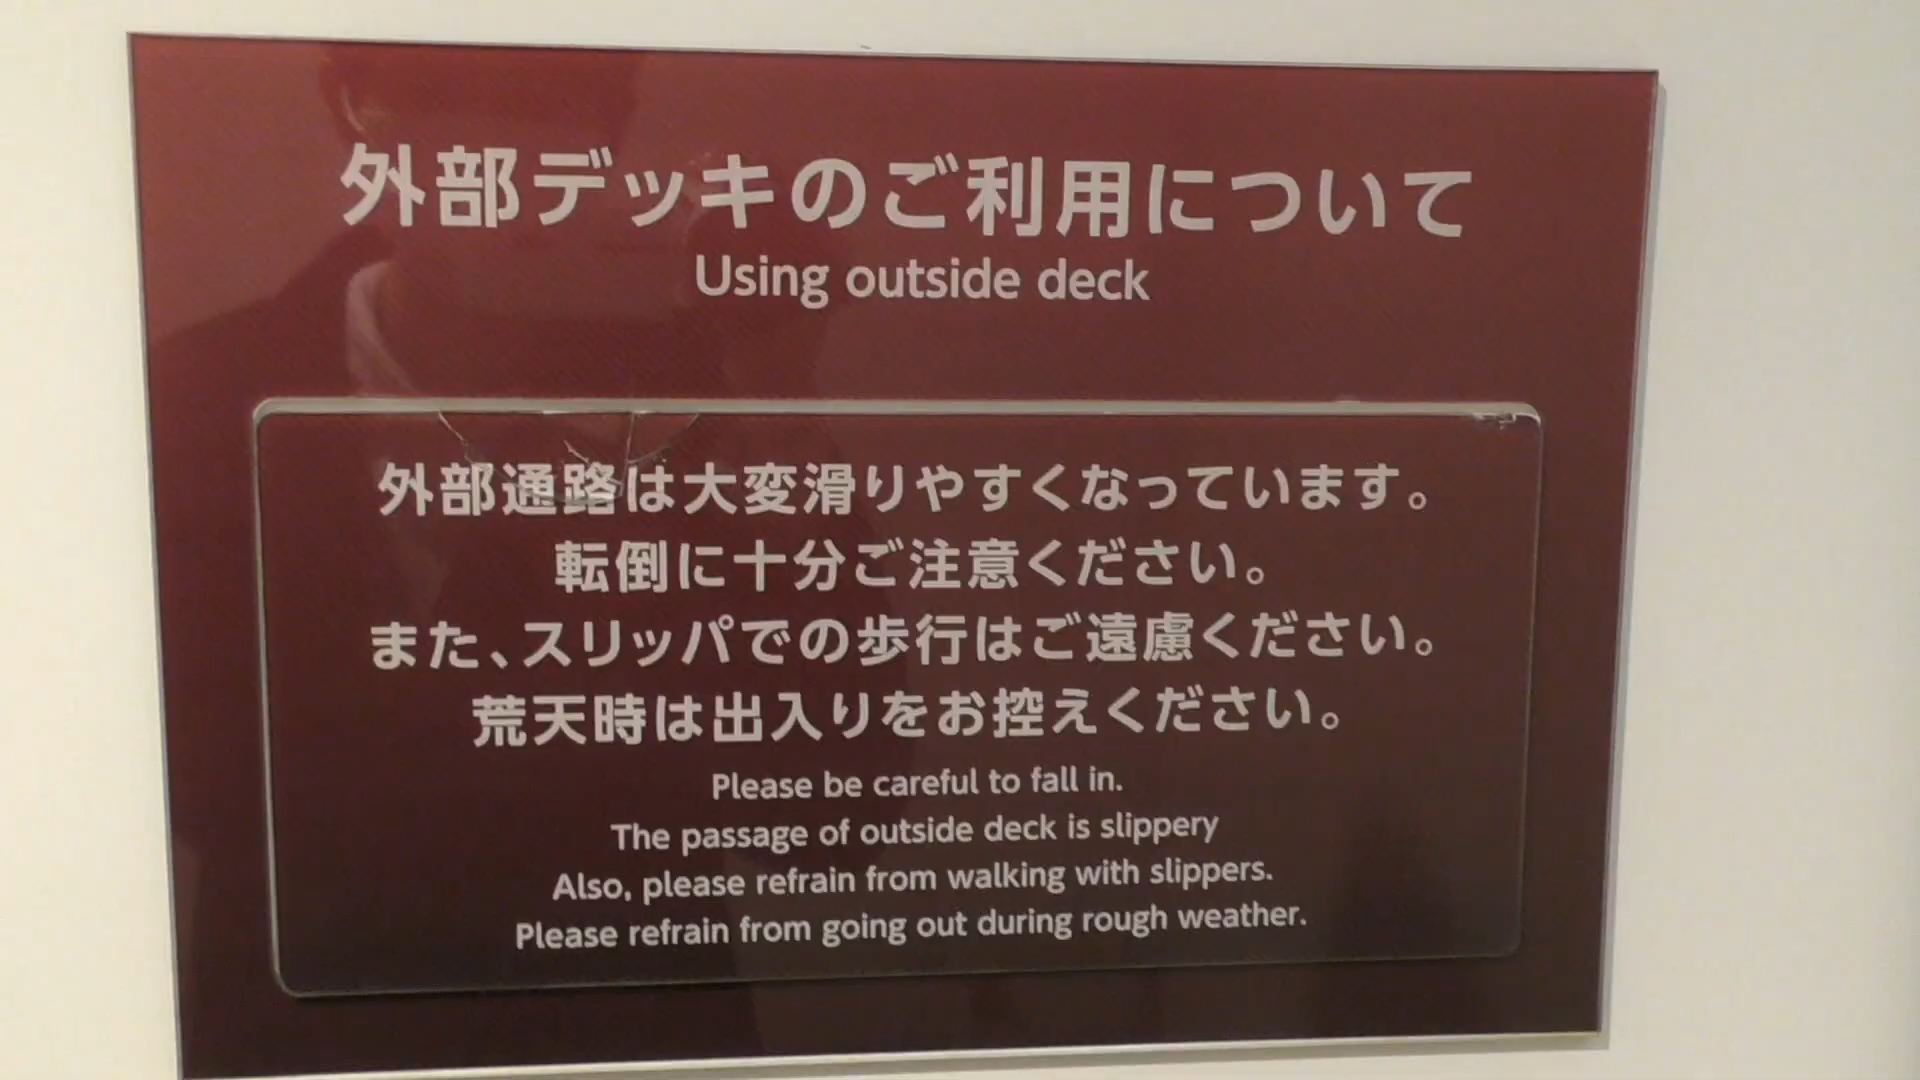 外部デッキのご利用について
Using outside deck
外部通路は大変滑りやすくなっています。
転倒に十分ご注意ください。
また、スリッパでの歩行はご遠慮ください。
荒天時は出入りをお控えください。
Please be careful to fall in.
The passage of outside deck is slippery
Also, please refrain from walking with slippers.
Please refrain from going out during rough weather.